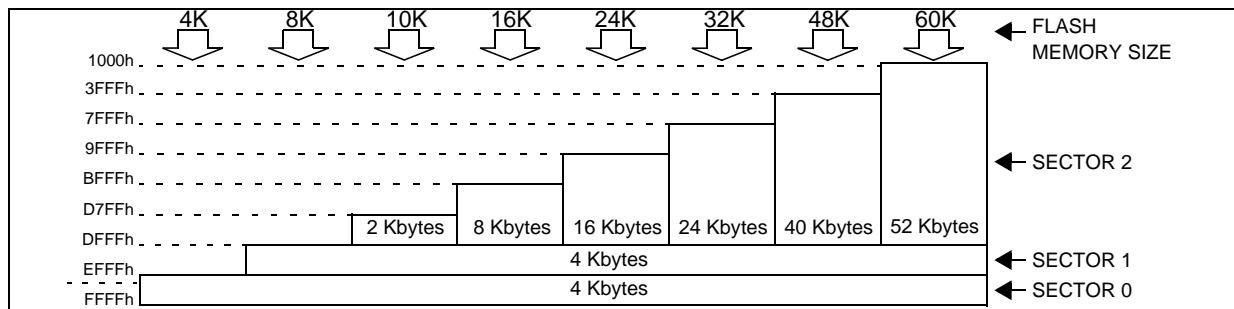 4K 8K 10K 16K 24K 32K 48K 60K
FLASH
MEMORY SIZE
1000h
3FFFh
7FFFh
9FFFh
SECTOR 2
BFFFh
D7FFh
2 Kbytes 8 Kbytes 16 Kbytes 24 Kbytes 40 Kbytes 52 Kbytes
DFFFh
4 Kbytes
SECTOR 1
EFFFh
4 Kbytes
SECTOR 0
FFFFh